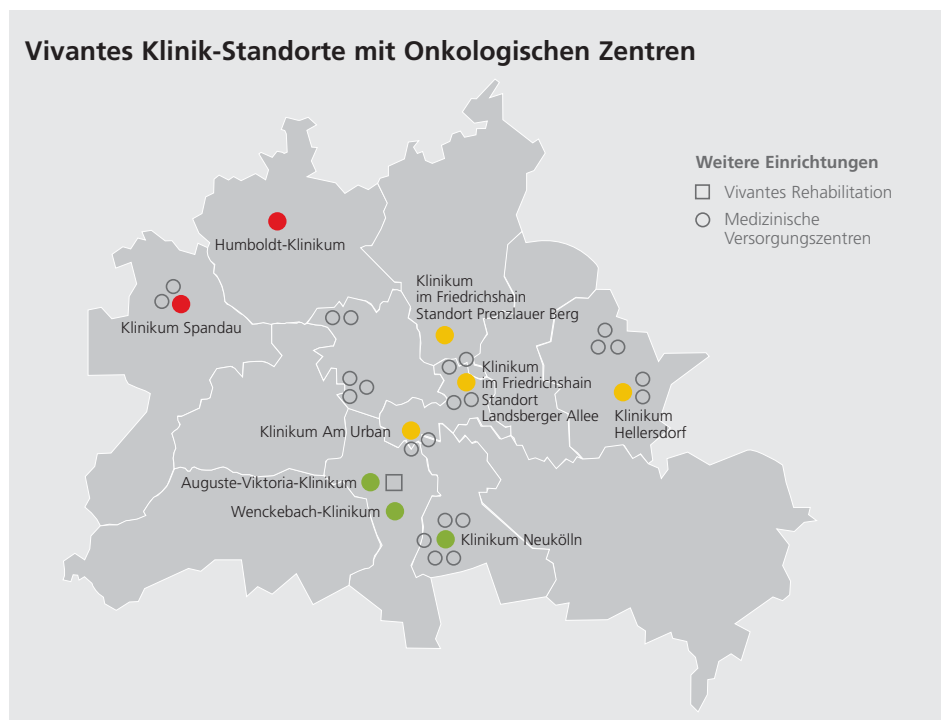 Vivantes Klinik-Standorte mit Onkologischen Zentren
Weitere Einrichtungen
Vivantes Rehabilitation
Medizinische
Versorgungszentren
Humboldt-Klinikum
Klinikum Spandau
Klinikum
im Friedrichshain
Standort Prenzlauer Berg
Klinikum
im Friedrichshain
Standort
Landsberger Allee
Klinikum
Hellersdorf
Klinikum Am Urban
Auguste-Viktoria-Klinikum
Wenckebach-Klinikum
Klinikum Neukölln